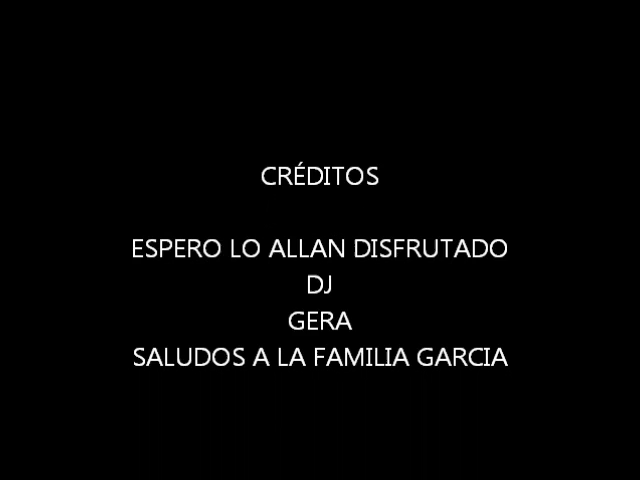 CRÉDITOS
ESPERO LO ALLAN DISFRUTADO
DJ
GERA
SALUDOS A LA FAMILIA GARCIA